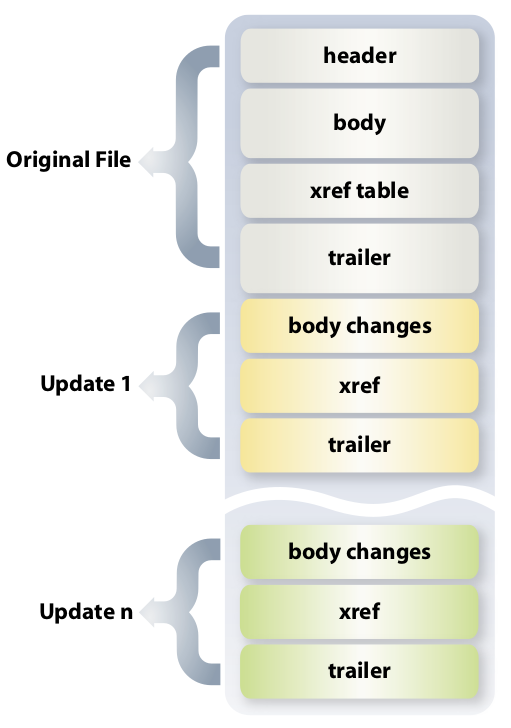 header
body
Original File
xref table
trailer
body changes
Update 1
xref
trailer
body changes
Update n
xref
trailer